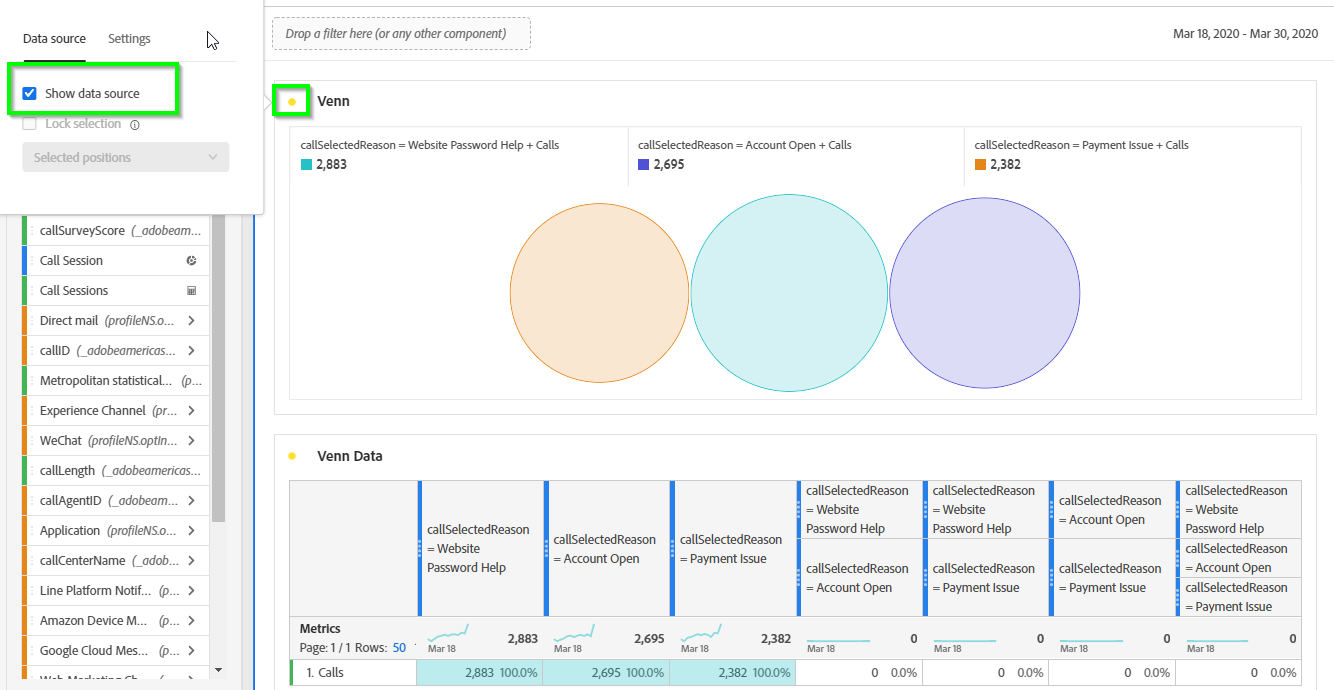 Data source Settings
Show data source
Lock selection
Selected positions
callSurveyScore (_adobeam...
Call Session
Call Sessions
Direct mail (profileNS.o...
callID (_adobeamericas...
Metropolitan statistical... (p...
Experience Channel (pr...
WeChat (profileNS.optIn...
callLength (_adobeamericas...
callAgentID (_adobeam...
Application (profileNS.o...
callCenterName (_adob...
Line Platform Notif... (p...
Amazon Device M... (p...
Google Cloud Mes... (p...
Drop a filter here (or any other component)
Mar 18, 2020 - Mar 30, 2020
Venn
callSelectedReason = Website Password Help + Calls
2,883
callSelectedReason = Account Open + Calls
2,695
callSelectedReason = Payment Issue + Calls
2,382
Venn Data
callSelectedReason
= Website
Password Help
callSelectedReason
= Account Open
callSelectedReason
= Payment Issue
callSelectedReason
= Website
Password Help
callSelectedReason
= Account Open
callSelectedReason
= Website
Password Help
callSelectedReason
= Payment Issue
callSelectedReason
= Account Open
callSelectedReason
= Payment Issue
callSelectedReason
= Website
Password Help
callSelectedReason
= Account Open
callSelectedReason
= Payment Issue
Metrics
Page: 1 / 1 Rows: 50
Mar 18 2,883
Mar 18 2,695
Mar 18 2,382
Mar 18 0
Mar 18 0
Mar 18 0
Mar 18 0
1. Calls 2,883 100.0% 2,695 100.0% 2,382 100.0% 0 0.0% 0 0.0% 0 0.0% 0 0.0%